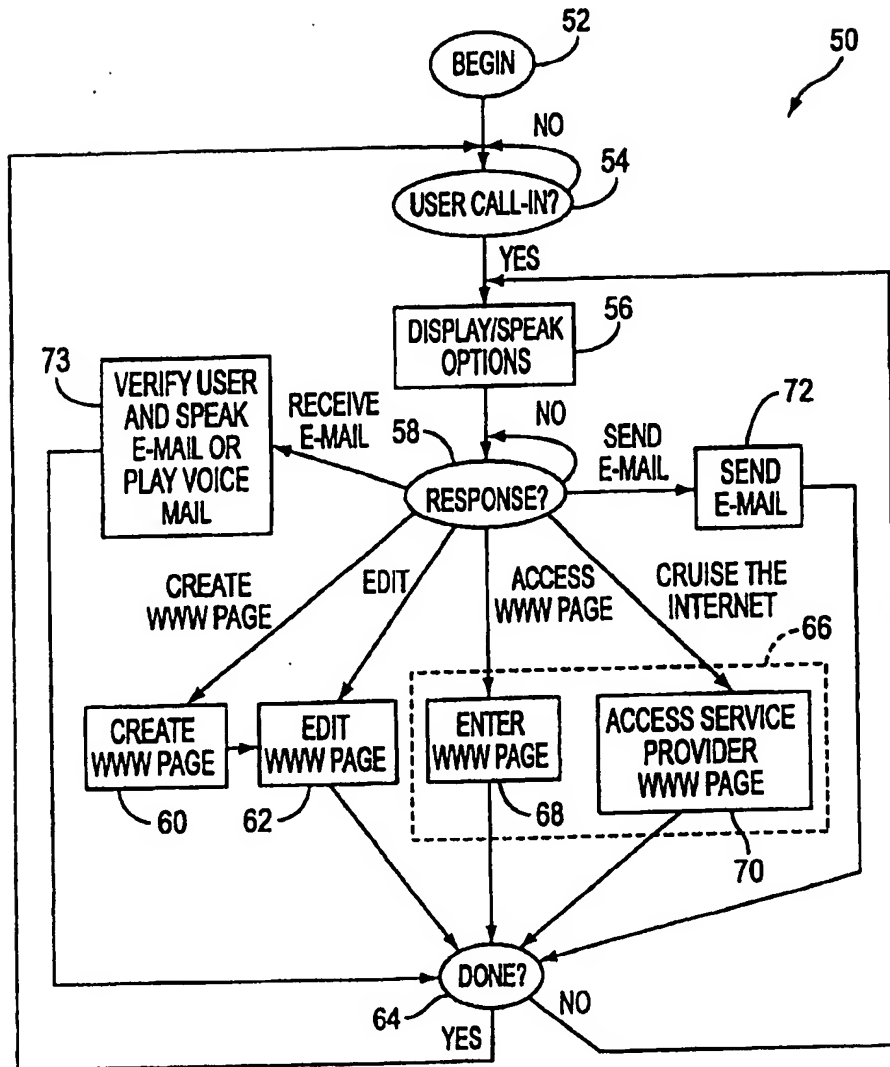 52
BEGIN
50
NO
54
USER CALL-IN?
YES
DISPLAY/SPEAK
OPTIONS
56
73
VERIFY USER
AND SPEAK
E-MAIL OR
PLAY VOICE
MAIL
RECEIVE
E-MAIL
NO
58
RESPONSE?
SEND
E-MAIL
72
SEND
E-MAIL
CREATE
WWW PAGE
EDIT
ACCESS
WWW PAGE
CRUISE THE
INTERNET
66
CREATE
WWW PAGE
60
EDIT
WWW PAGE
62
ENTER
WWW PAGE
68
ACCESS SERVICE
PROVIDER
WWW PAGE
70
DONE?
64
YES
NO